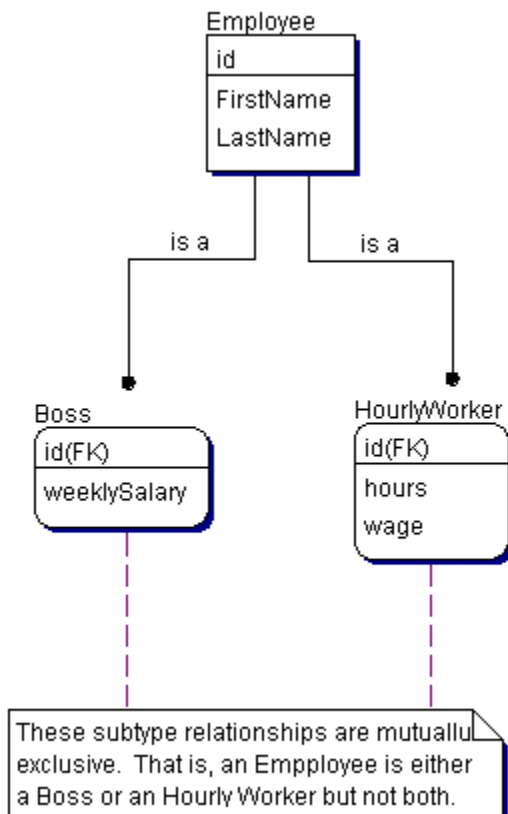 Employee
id
FirstName
LastName
is a
is a
Boss
id(FK)
weeklySalary
HourlyWorker
id(FK)
hours
wage
These subtype relationships are mutuallu
exclusive. That is, an Empployee is either
a Boss or an Hourly Worker but not both.